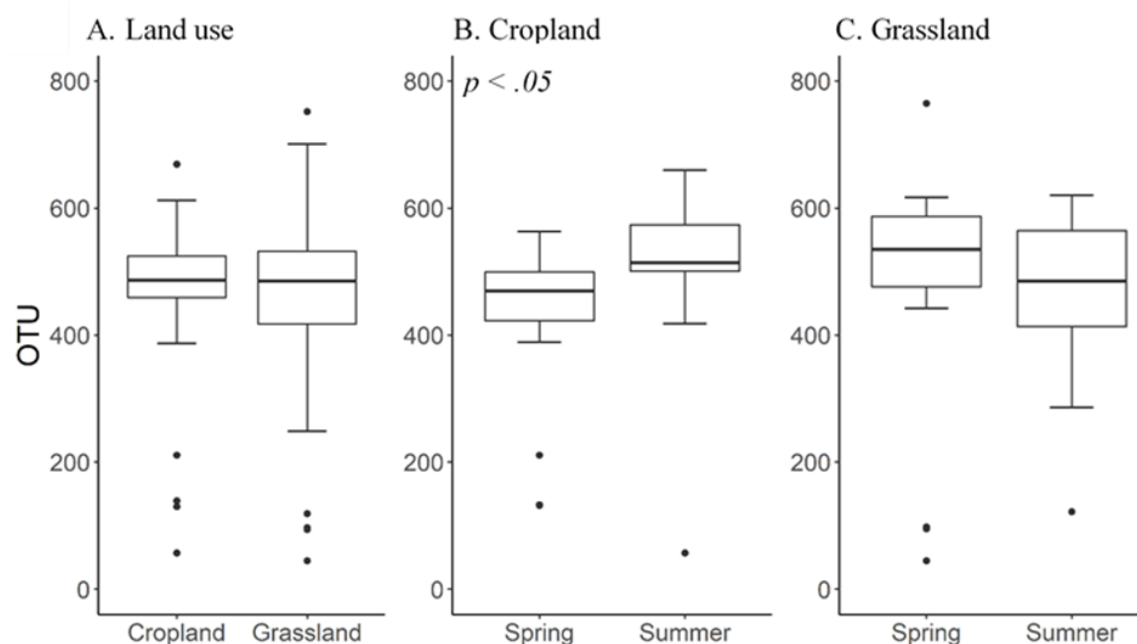 A. Land use
B. Cropland
C. Grassland
800
600
400
200
0
OTU
Cropland
Grassland
p < .05
800
600
400
200
0
Spring
Summer
800
600
400
200
0
Spring
Summer